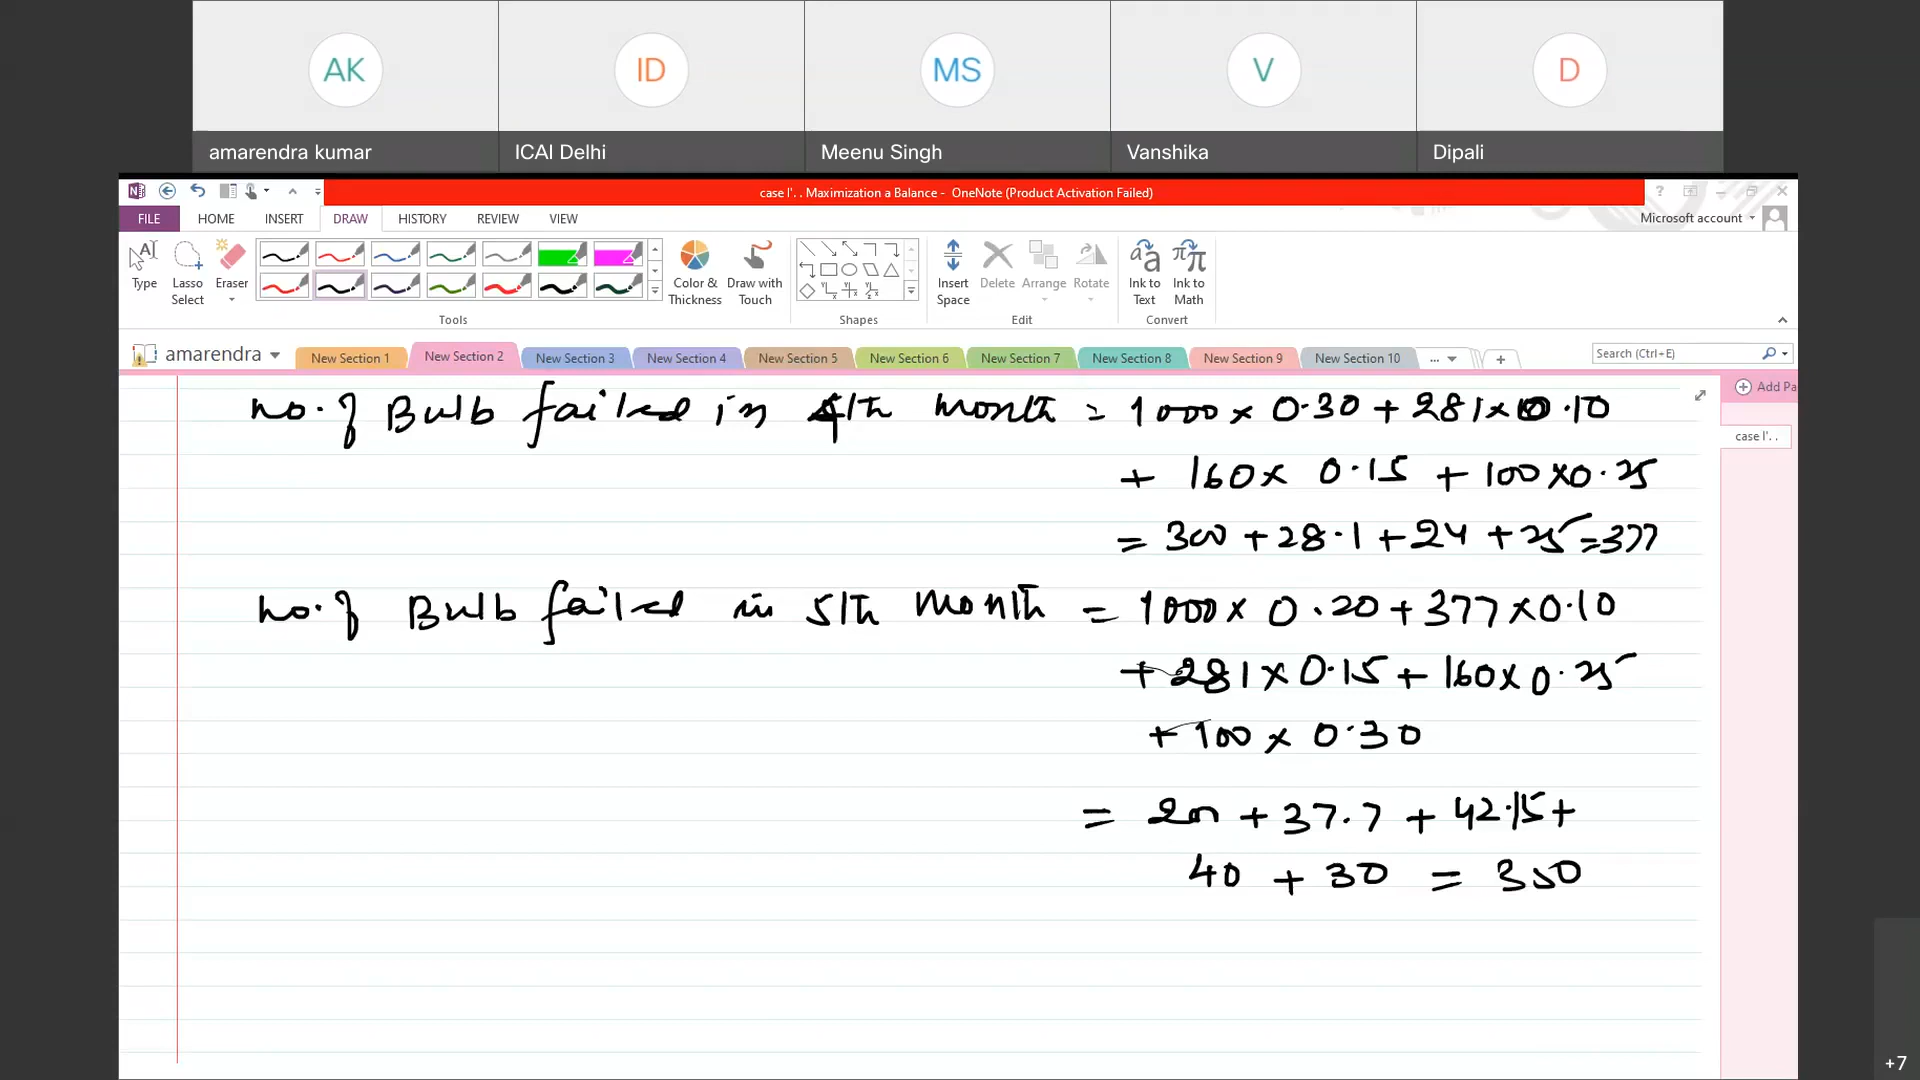 AK
ID
MS
V
D
amarendra kumar
ICAI Delhi
Meenu Singh
Vanshika
Dipali
case I'. . Maximization a Balance - OneNote (Product Activation Failed)
?
FILE HOME INSERT DRAW HISTORY REVIEW VIEW
Microsoft account
Type
Lasso Select
Eraser
Color & Thickness
Draw with Touch
Insert Space
Delete
Arrange
Rotate
Ink to Text
Ink to Math
Tools
Shapes
Edit
Convert
amarendra
New Section 1
New Section 2
New Section 3
New Section 4
New Section 5
New Section 6
New Section 7
New Section 8
New Section 9
New Section 10
...
Search (Ctrl+E)
Add Pa
case I'. .
no. of Bulb failed in 4th month = 1000 x 0.30 + 281 x 0.10
+ 160 x 0.15 + 100 x 0.25
= 300 + 28.1 + 24 + 25 = 377
no. of Bulb failed in 5th month = 1000 x 0.20 + 377 x 0.10
+ 281 x 0.15 + 160 x 0.25
+ 100 x 0.30
= 200 + 37.7 + 42.15 +
40 + 30 = 350
+7